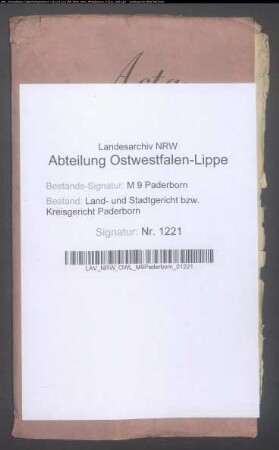 Acta
Landesarchiv NRW
Abteilung Ostwestfalen-Lippe
Bestands-Signatur: M 9 Paderborn
Bestand: Land- und Stadtgericht bzw.
Kreisgericht Paderborn
Signatur: Nr. 1221
LAV_NRW_OWL_M9Paderborn_01221